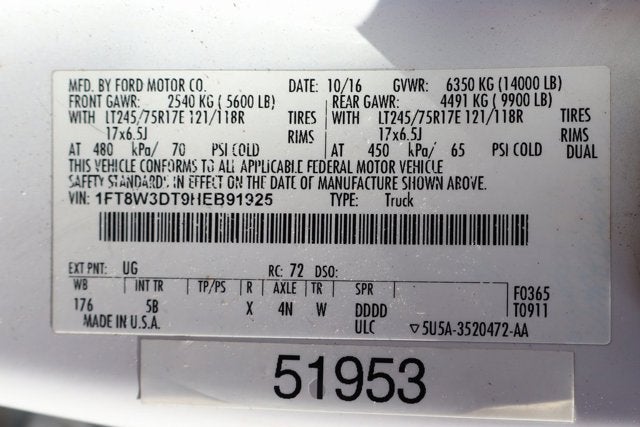 MFD. BY FORD MOTOR CO. DATE: 10/16 GVWR: 6350 KG (14000 LB)
FRONT GAWR: 2540 KG ( 5600 LB) REAR GAWR: 4491 KG ( 9900 LB)
WITH LT245/75R17E 121/118R TIRES WITH LT245/75R17E 121/118R TIRES
17x6.5J RIMS 17x6.5J RIMS
AT 480 kPa/ 70 PSI COLD AT 450 kPa/ 65 PSI COLD DUAL
THIS VEHICLE CONFORMS TO ALL APPLICABLE FEDERAL MOTOR VEHICLE
SAFETY STANDARDS IN EFFECT ON THE DATE OF MANUFACTURE SHOWN ABOVE.
VIN: 1FT8W3DT9HEB91925 TYPE: Truck
EXT PNT: UG RC: 72 DSO:
WB INT TR TP/PS R AXLE TR SPR F0365
176 5B X 4N W DDDD T0911
MADE IN U.S.A. ULC ▽5U5A-3520472-AA
51953